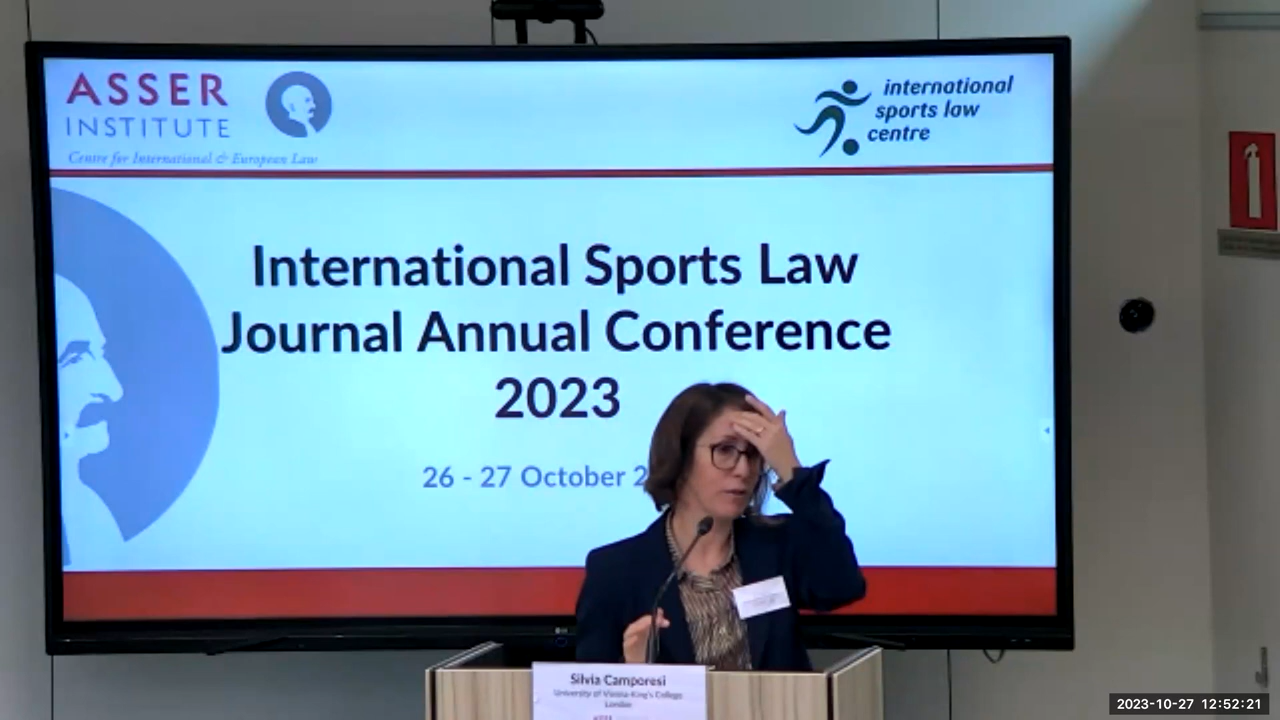 ASSER
INSTITUTE
Centre for International & European Law
international
sports law
centre
International Sports Law
Journal Annual Conference
2023
26 - 27 October 2
Silvia Camporesi
University of Vienna-King's College
London
2023-10-27 12:52:21